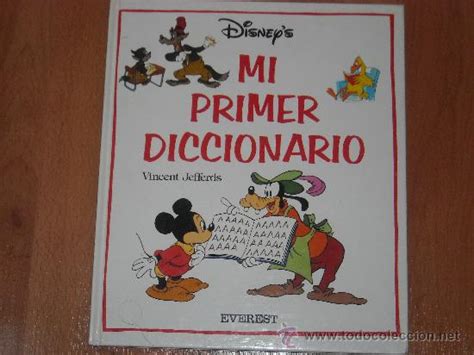 Disney's
MI
PRIMER
DICCIONARIO
Vincent Jefferds
EVEREST
www.todocoleccion.net